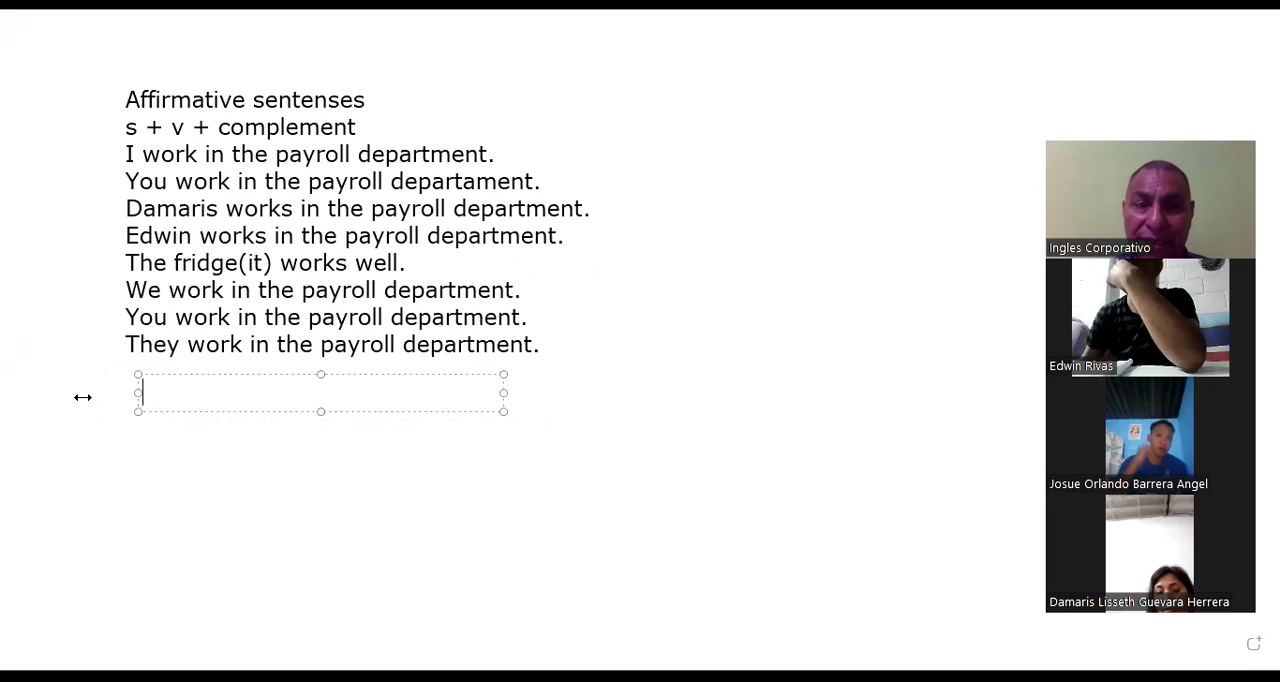 Affirmative sentenses
s + v + complement
I work in the payroll department.
You work in the payroll departament.
Damaris works in the payroll department.
Edwin works in the payroll department.
The fridge(it) works well.
We work in the payroll department.
You work in the payroll department.
They work in the payroll department.
Ingles Corporativo
Edwin Rivas
Josue Orlando Barrera Angel
Damaris Lisseth Guevara Herrera